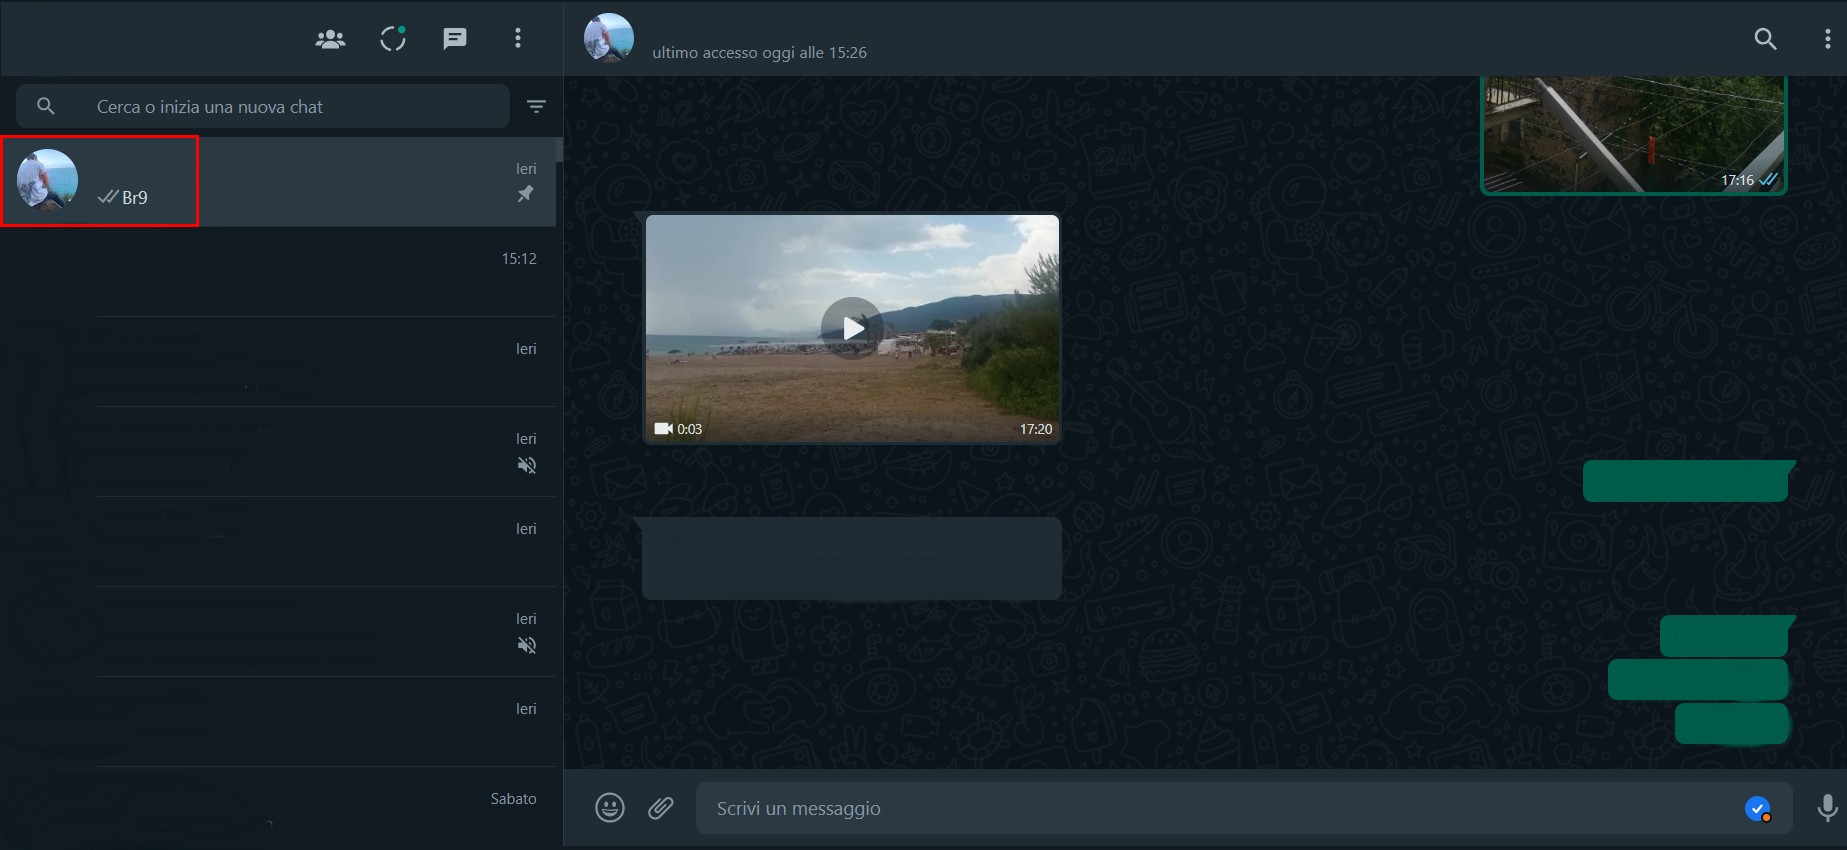 ultimo accesso oggi alle 15:26
Cerca o inizia una nuova chat
Ieri
Br9
15:12
Ieri
Ieri
Ieri
Ieri
Ieri
Sabato
17:16
0:03
17:20
Scrivi un messaggio